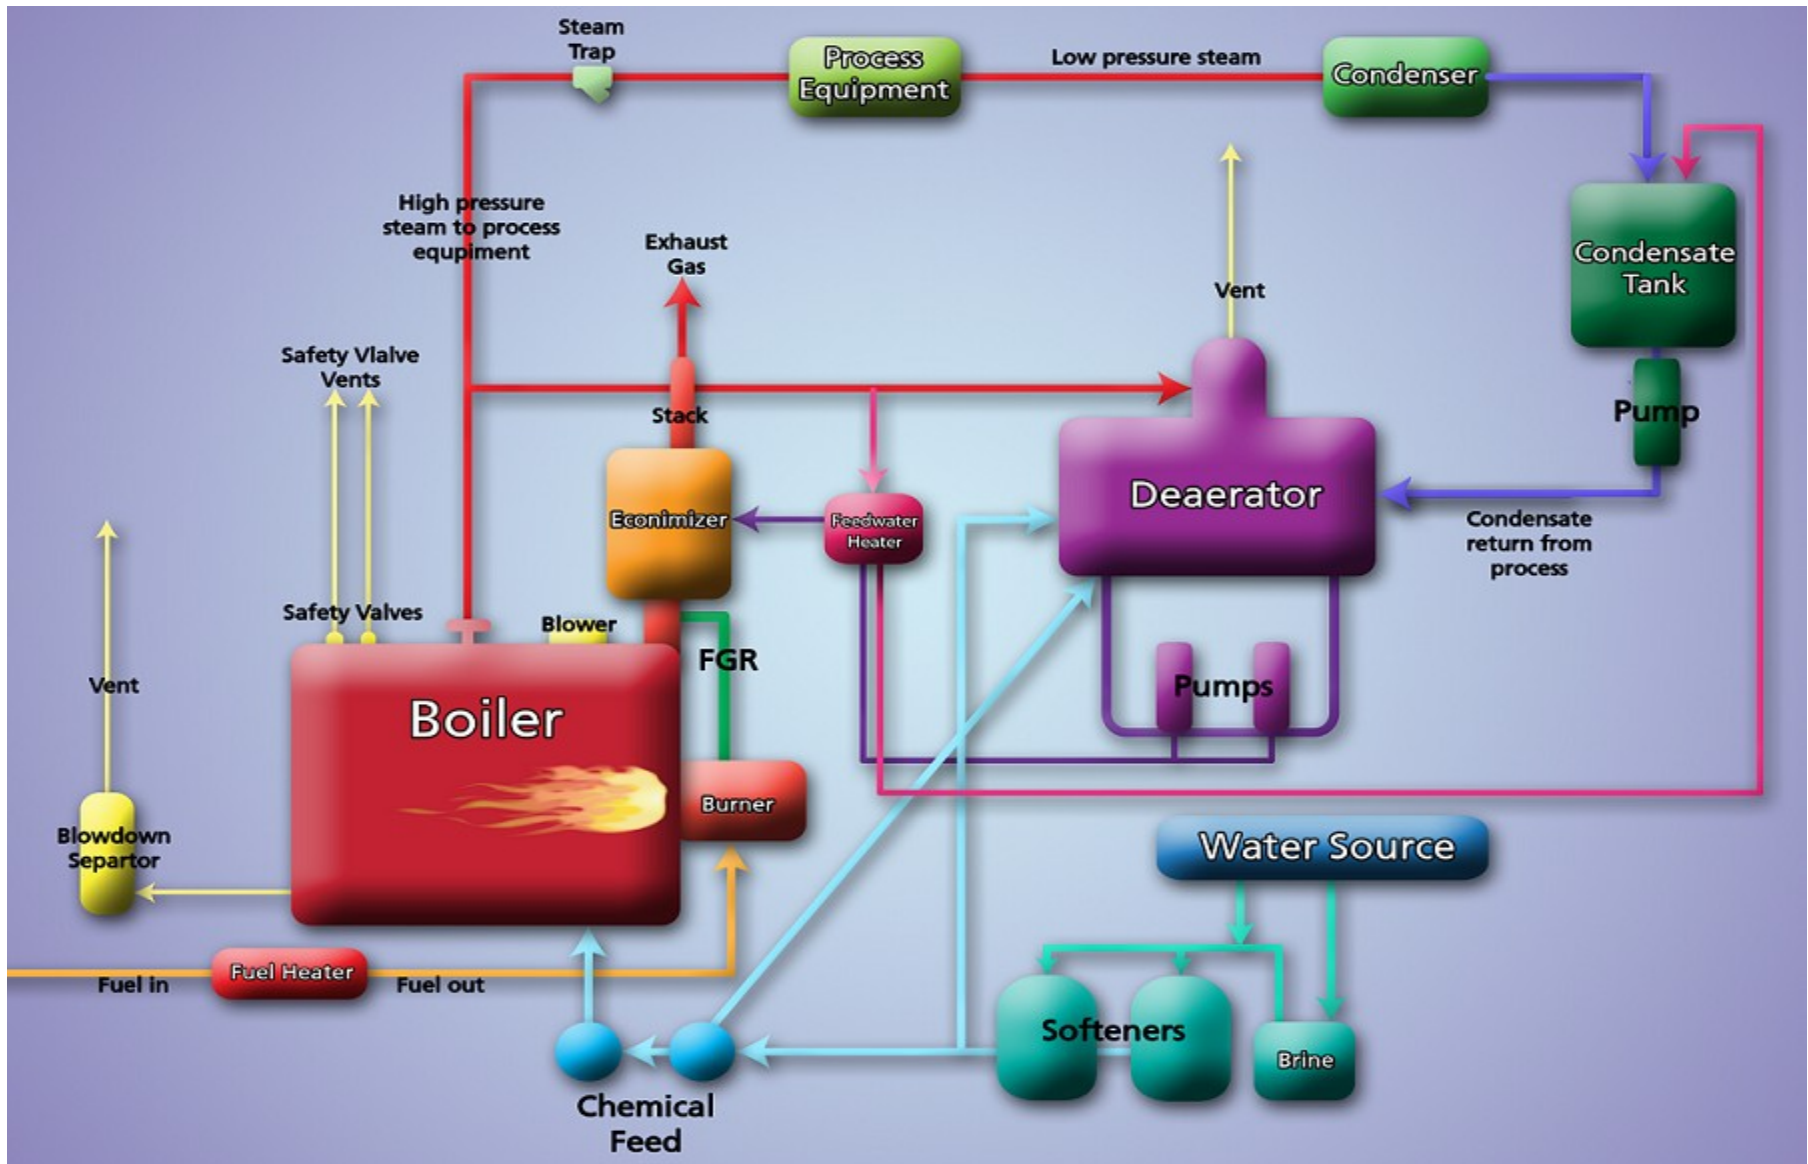 Steam
Trap
Process
Equipment
Low pressure steam
Condenser
High pressure
steam to process
equpiment
Exhaust
Gas
Vent
Condensate
Tank
Safety Vlalve
Vents
Stack
Pump
Deaerator
Econimizer
Feedwater
Heater
Condensate
return from
process
Safety Valves
Blower
FGR
Vent
Pumps
Boiler
Burner
Blowdown
Separtor
Water Source
Fuel in
Fuel Heater
Fuel out
Softeners
Brine
Chemical
Feed